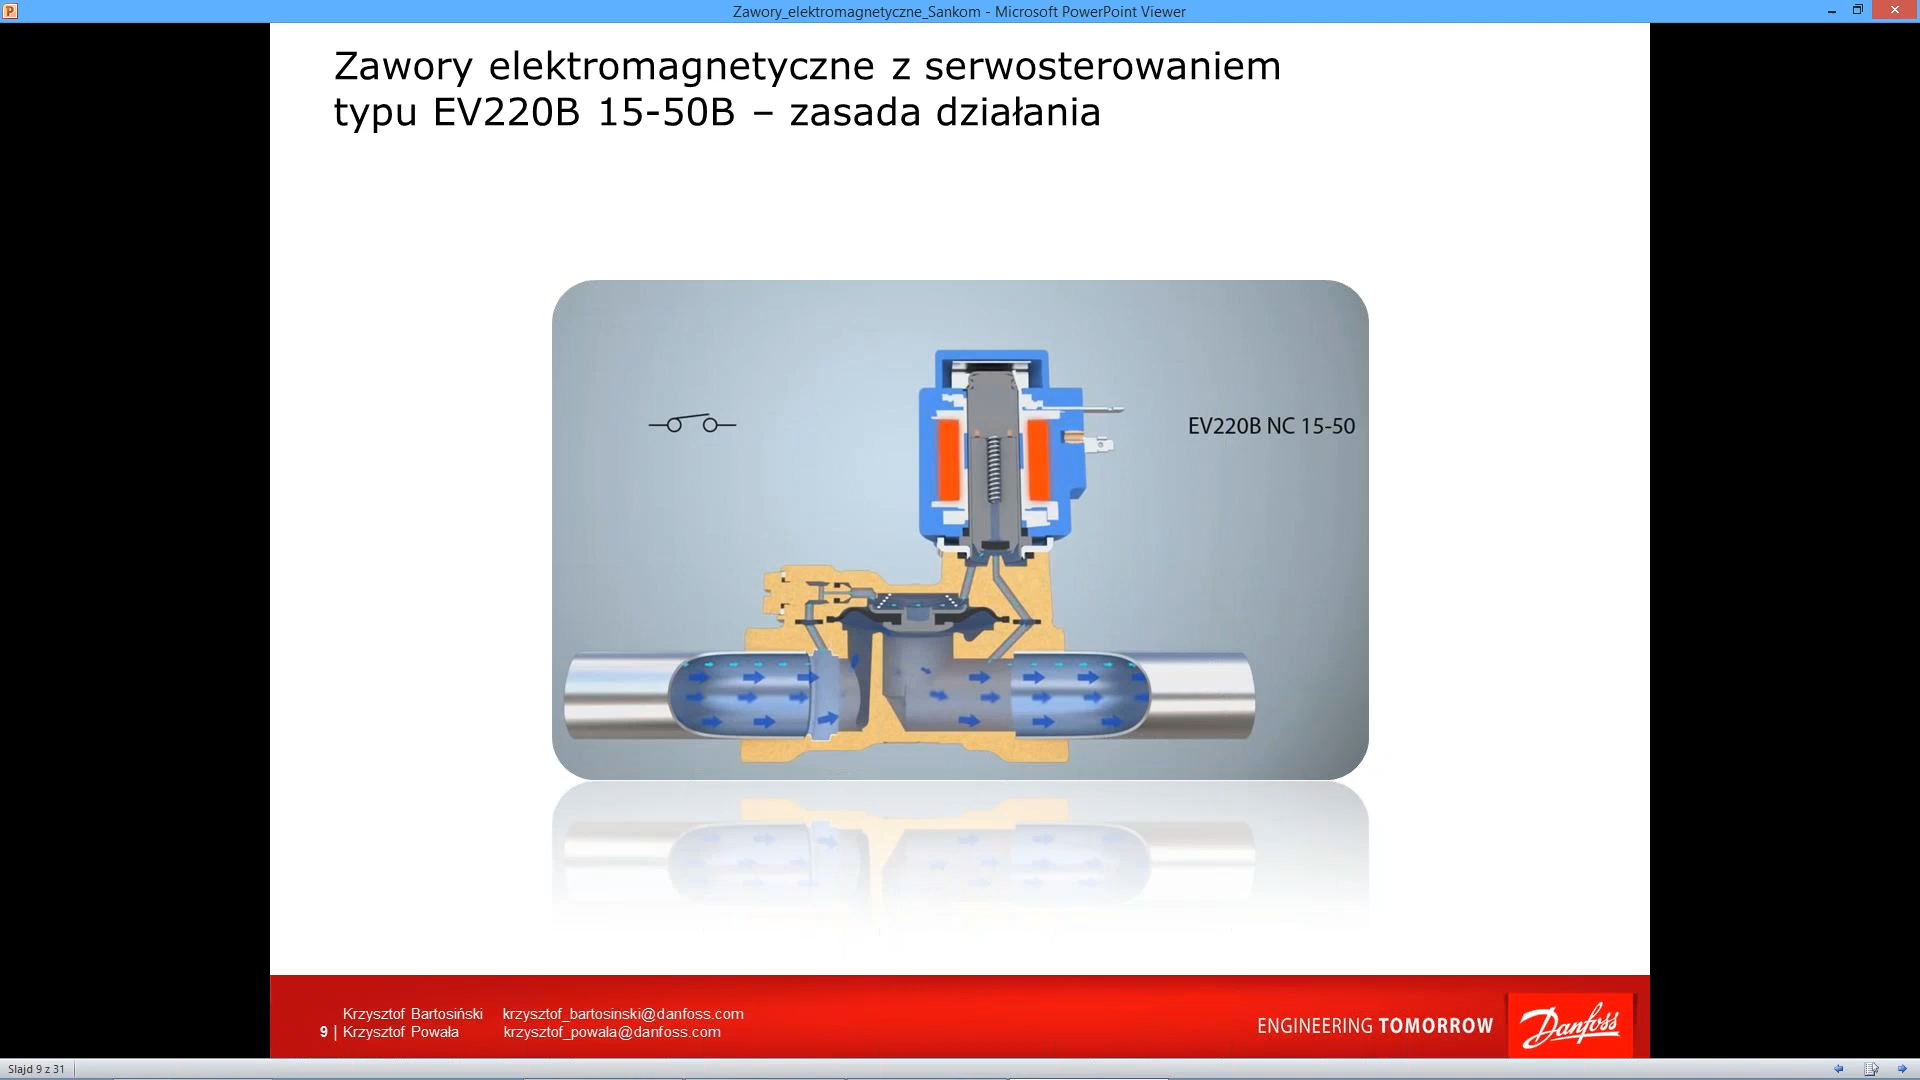 Zawory_elektromagnetyczne_Sankom - Microsoft PowerPoint Viewer
Zawory elektromagnetyczne z serwosterowaniem
typu EV220B 15-50B – zasada działania
EV220B NC 15-50
Krzysztof Bartosiński krzysztof_bartosinski@danfoss.com
9 | Krzysztof Powała krzysztof_powala@danfoss.com
ENGINEERING TOMORROW
Danfoss
Slajd 9 z 31